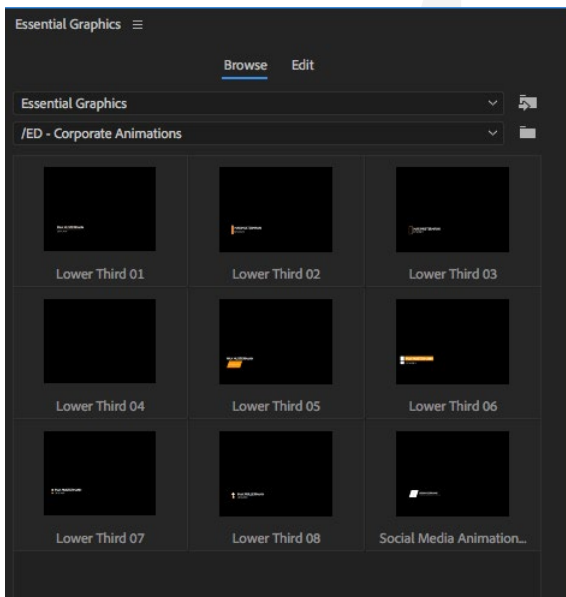 Essential Graphics
Browse Edit
Essential Graphics
/ED - Corporate Animations
Lower Third 01 Lower Third 02 Lower Third 03
Lower Third 04 Lower Third 05 Lower Third 06
Lower Third 07 Lower Third 08 Social Media Animation...